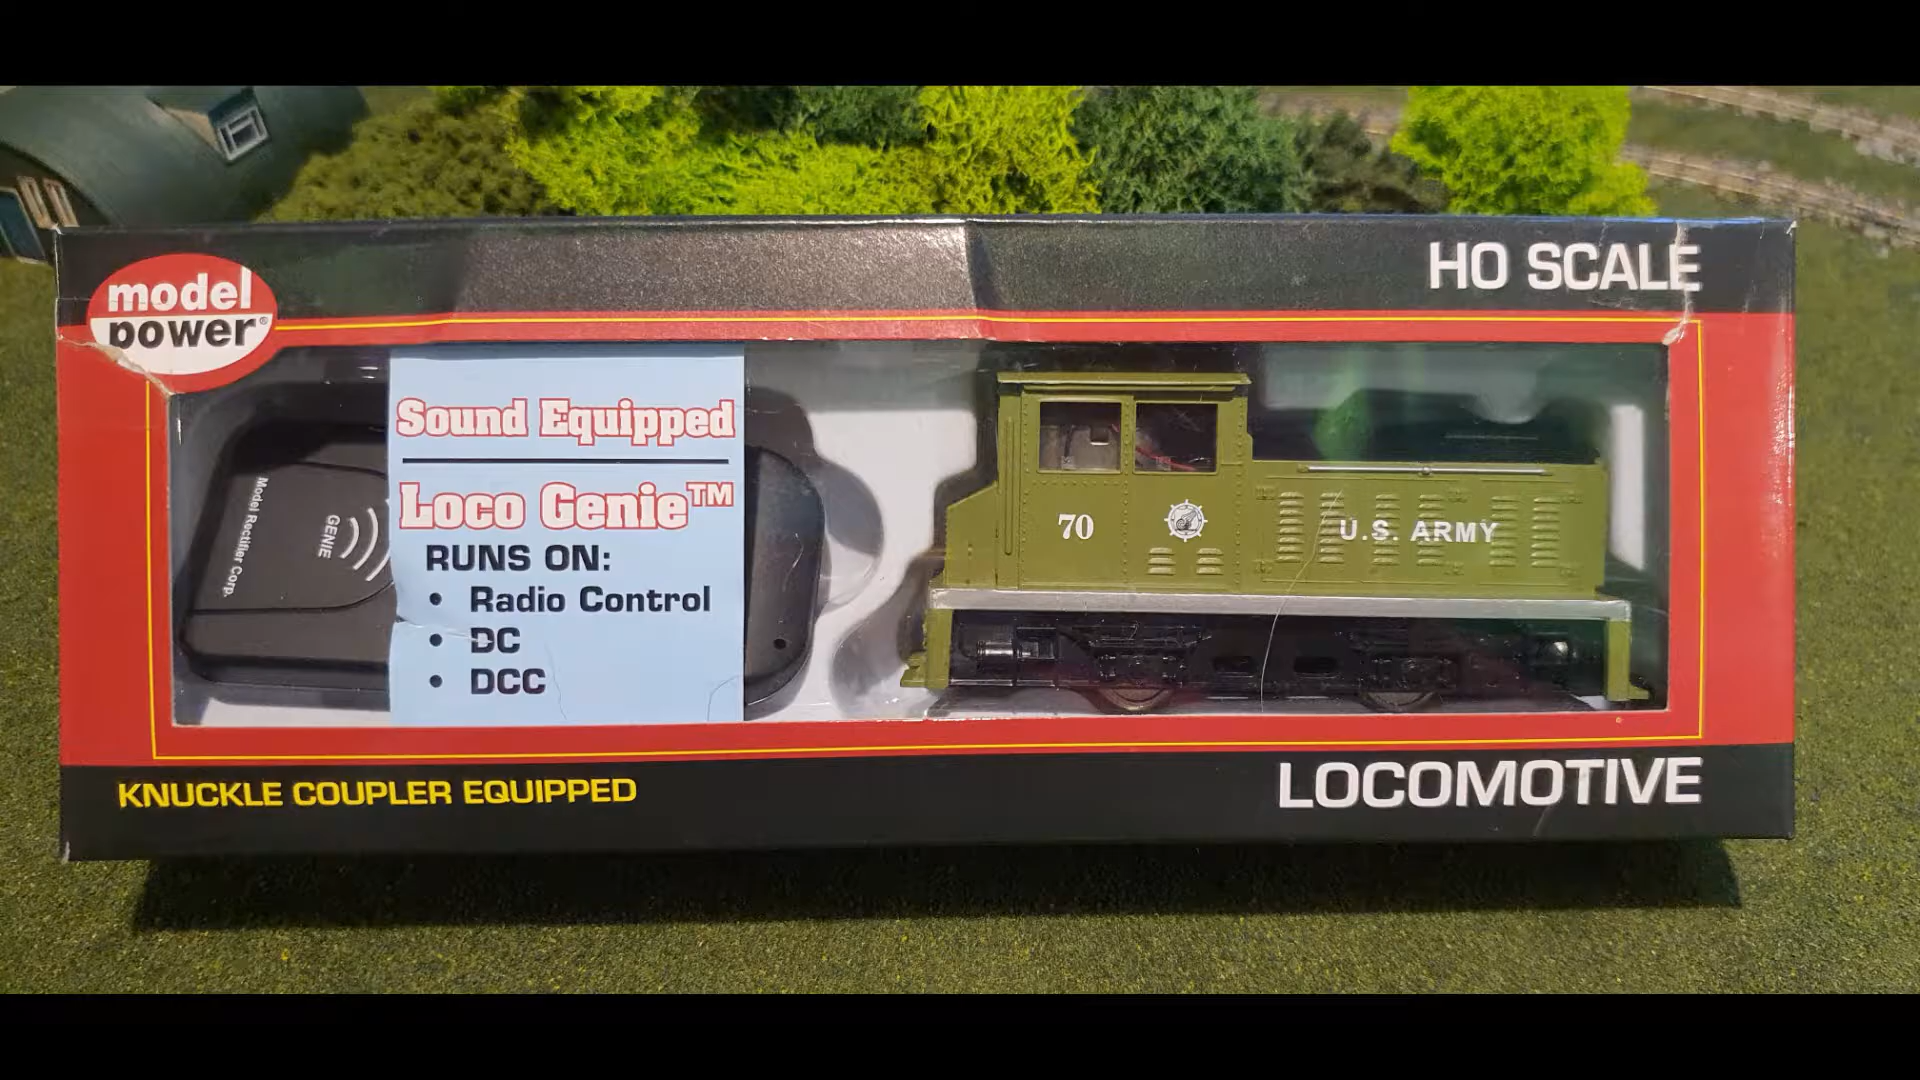 model
power®
HO SCALE
Sound Equipped
Loco Genie™
RUNS ON:
• Radio Control
• DC
• DCC
Model Rectifier Corp.
GENIE
70
U.S. ARMY
KNUCKLE COUPLER EQUIPPED
LOCOMOTIVE